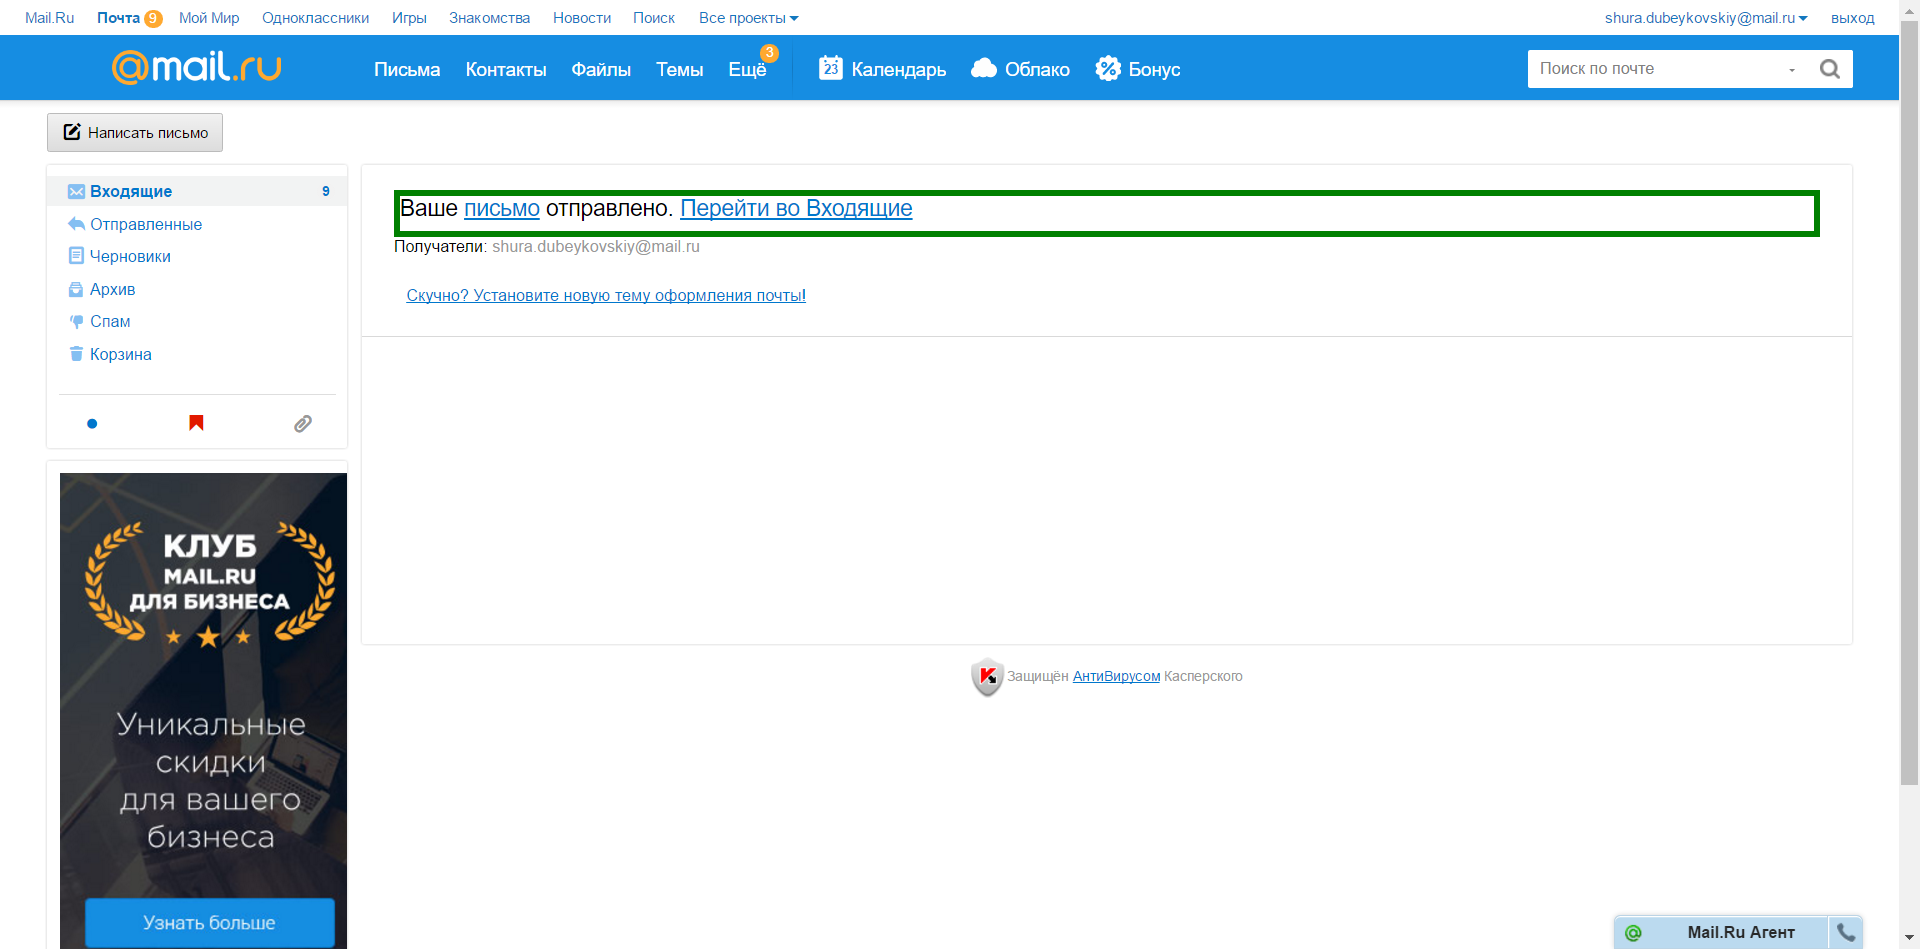 Mail.Ru Почта 9 Мой Мир Одноклассники Игры Знакомства Новости Поиск Все проекты shura.dubeykovskiy@mail.ru выход
@mail.ru Письма Контакты Файлы Темы Ещё 3 23 Календарь Облако % Бонус Поиск по почте
Написать письмо
Входящие 9
Отправленные
Черновики
Архив
Спам
Корзина
Ваше письмо отправлено. Перейти во Входящие
Получатели: shura.dubeykovskiy@mail.ru
Скучно? Установите новую тему оформления почты!
КЛУБ
MAIL.RU
ДЛЯ БИЗНЕСА
Уникальные
скидки
для вашего
бизнеса
Узнать больше
Защищён АнтиВирусом Касперского
@ Mail.Ru Агент